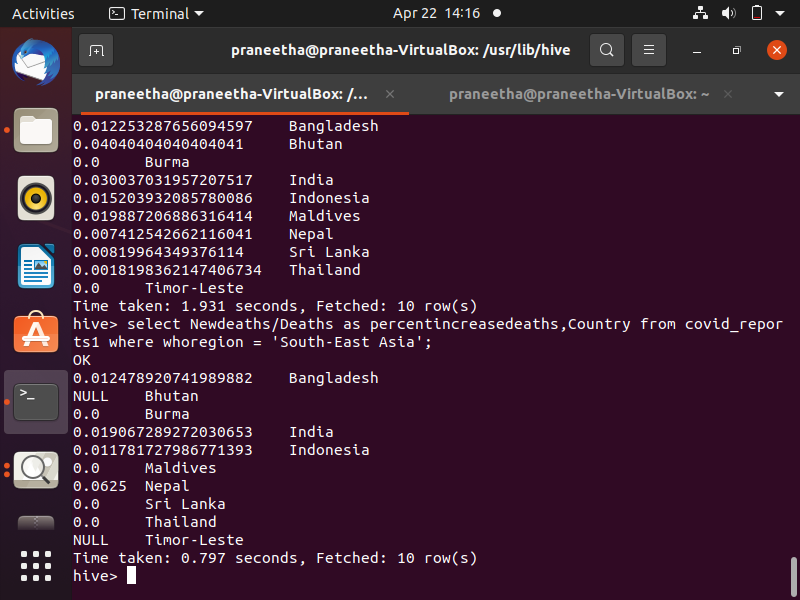 Activities Terminal Apr 22 14:16
praneetha@praneetha-VirtualBox: /usr/lib/hive
praneetha@praneetha-VirtualBox: /... praneetha@praneetha-VirtualBox: ~
0.012253287656094597 Bangladesh
0.04040404040404041 Bhutan
0.0 Burma
0.030037031957207517 India
0.015203932085780086 Indonesia
0.019887206886316414 Maldives
0.007412542662116041 Nepal
0.00819964349376114 Sri Lanka
0.0018198362147406734 Thailand
0.0 Timor-Leste
Time taken: 1.931 seconds, Fetched: 10 row(s)
hive> select Newdeaths/Deaths as percentincreasedeaths,Country from covid_repor
ts1 where whoregion = 'South-East Asia';
OK
0.012478920741989882 Bangladesh
NULL Bhutan
0.0 Burma
0.019067289272030653 India
0.011781727986771393 Indonesia
0.0 Maldives
0.0625 Nepal
0.0 Sri Lanka
0.0 Thailand
NULL Timor-Leste
Time taken: 0.797 seconds, Fetched: 10 row(s)
hive>